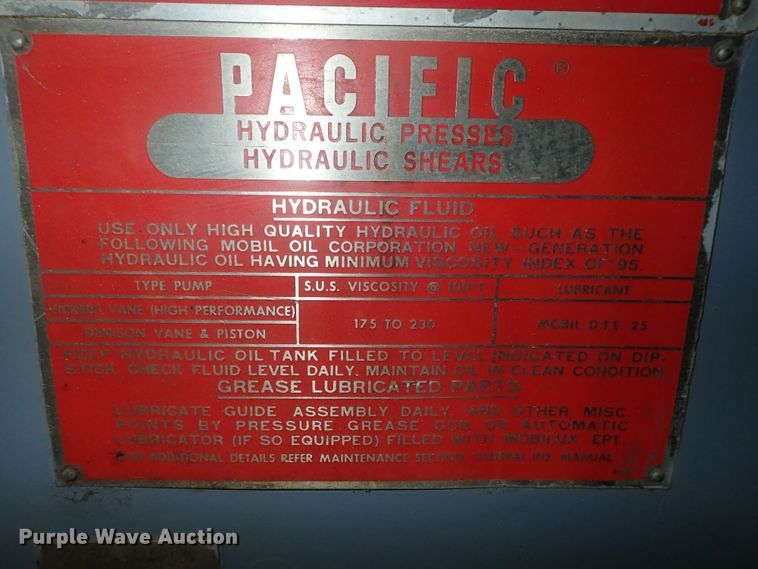 PACIFIC ®
HYDRAULIC PRESSES
HYDRAULIC SHEARS
HYDRAULIC FLUID
USE ONLY HIGH QUALITY HYDRAULIC OIL SUCH AS THE
FOLLOWING MOBIL OIL CORPORATION NEW-GENERATION
HYDRAULIC OIL HAVING MINIMUM VISCOSITY INDEX OF 95.
TYPE PUMP S.U.S. VISCOSITY @ 100°F LUBRICANT
VICKERS VANE (HIGH PERFORMANCE)
175 TO 230 MOBIL D.T.E. 25
DENISON VANE & PISTON
KEEP HYDRAULIC OIL TANK FILLED TO LEVEL INDICATED ON DIP-
STICK. CHECK FLUID LEVEL DAILY. MAINTAIN OIL IN CLEAN CONDITION
GREASE LUBRICATED PARTS
LUBRICATE GUIDE ASSEMBLY DAILY, AND OTHER MISC.
POINTS BY PRESSURE GREASE GUN OR AUTOMATIC
LUBRICATOR (IF SO EQUIPPED) FILLED WITH MOBILUX EP1.
FOR ADDITIONAL DETAILS REFER MAINTENANCE SECTION, GENERAL INS. MANUAL.
Purple Wave Auction